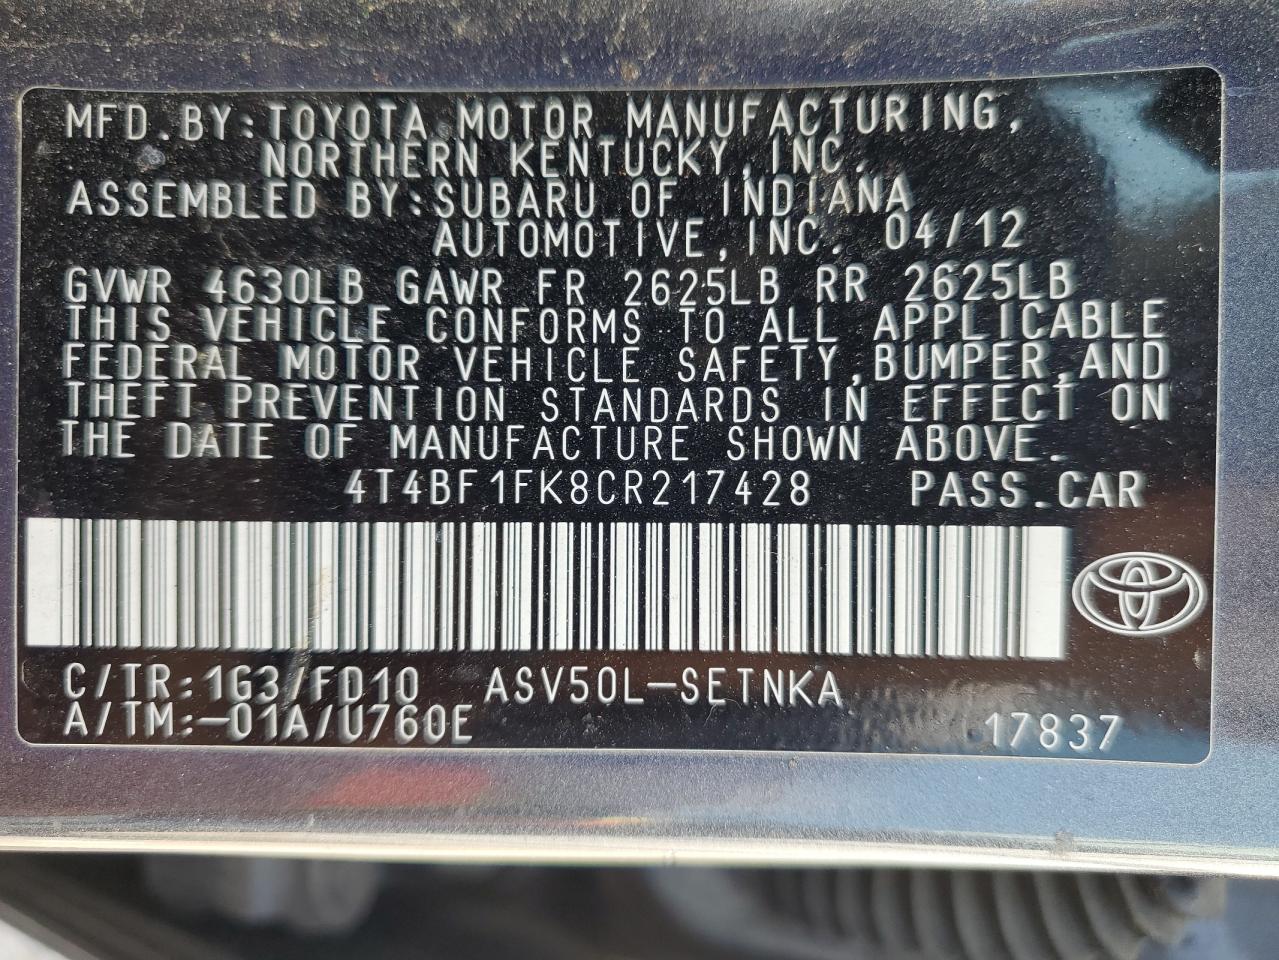 MFD.BY:TOYOTA MOTOR MANUFACTURING,
NORTHERN KENTUCKY,INC.
ASSEMBLED BY:SUBARU OF INDIANA
AUTOMOTIVE,INC. 04/12
GVWR 4630LB GAWR FR 2625LB RR 2625LB
THIS VEHICLE CONFORMS TO ALL APPLICABLE
FEDERAL MOTOR VEHICLE SAFETY,BUMPER,AND
THEFT PREVENTION STANDARDS IN EFFECT ON
THE DATE OF MANUFACTURE SHOWN ABOVE.
4T4BF1FK8CR217428 PASS.CAR
C/TR:1G3/FD10 ASV50L-SETNKA
A/TM:-01A/U760E 17837